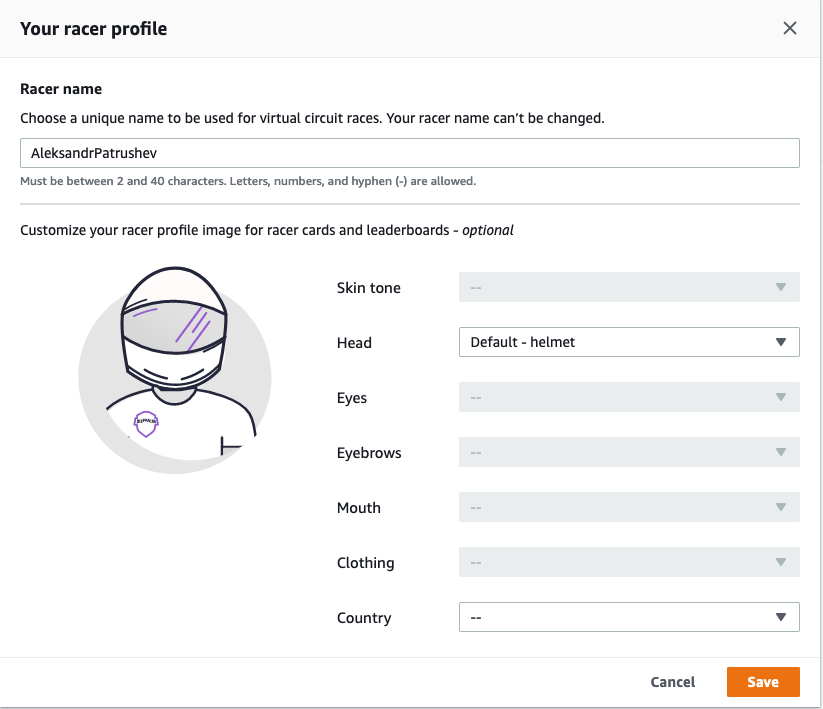 Your racer profile
Racer name
Choose a unique name to be used for virtual circuit races. Your racer name can't be changed.
AleksandrPatrushev
Must be between 2 and 40 characters. Letters, numbers, and hyphen (-) are allowed.
Customize your racer profile image for racer cards and leaderboards - optional
Skin tone --
Head Default - helmet
Eyes --
Eyebrows --
Mouth --
Clothing --
Country --
Cancel Save